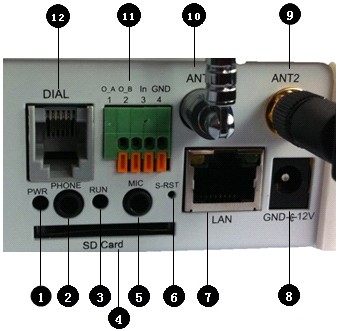 12 11 10 9
DIAL
O_A O_B In GND
1 2 3 4
ANT
ANT2
PWR PHONE RUN MIC S-RST
LAN
GND 12V
SD Card
1 2 3 4 5 6 7 8